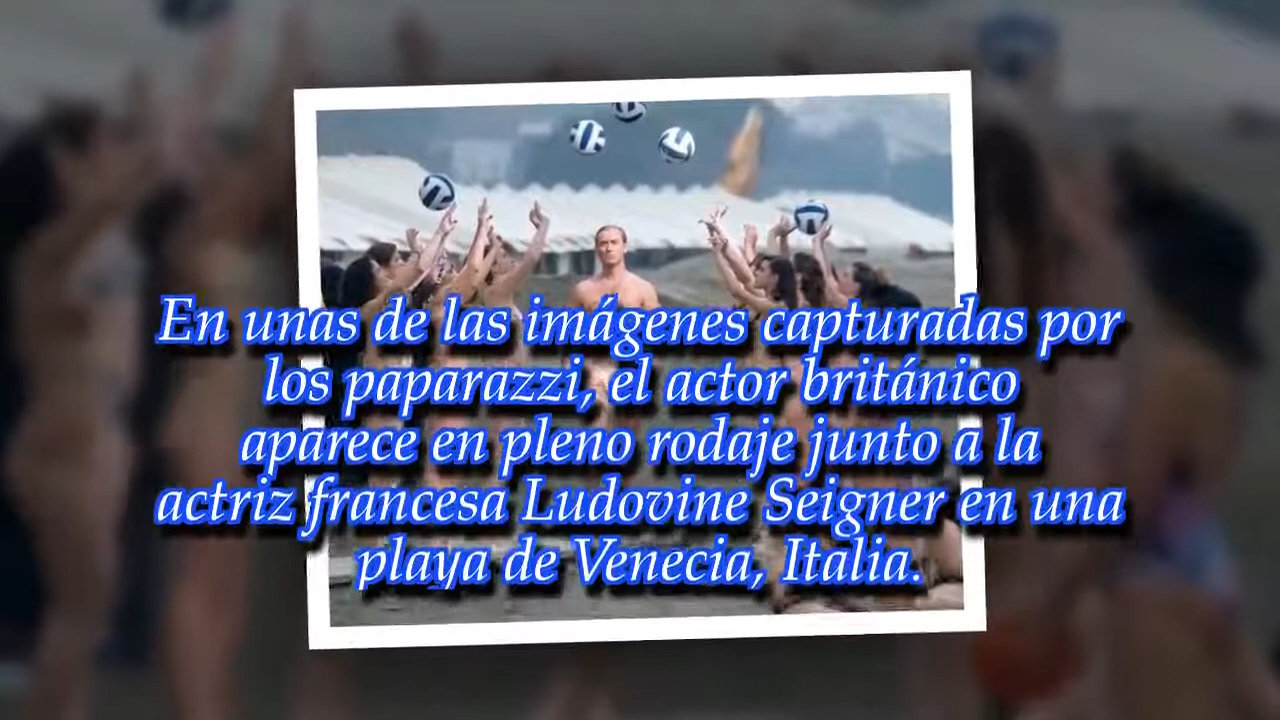 En unas de las imágenes capturadas por
los paparazzi, el actor británico
aparece en pleno rodaje junto a la
actriz francesa Ludovine Seigner en una
playa de Venecia, Italia.